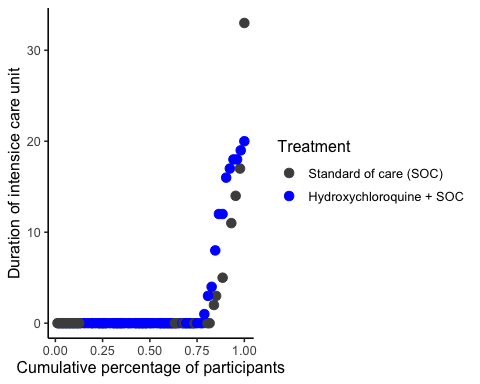 30
20
10
0
Duration of intensice care unit
0.00 0.25 0.50 0.75 1.00
Cumulative percentage of participants
Treatment
Standard of care (SOC)
Hydroxychloroquine + SOC